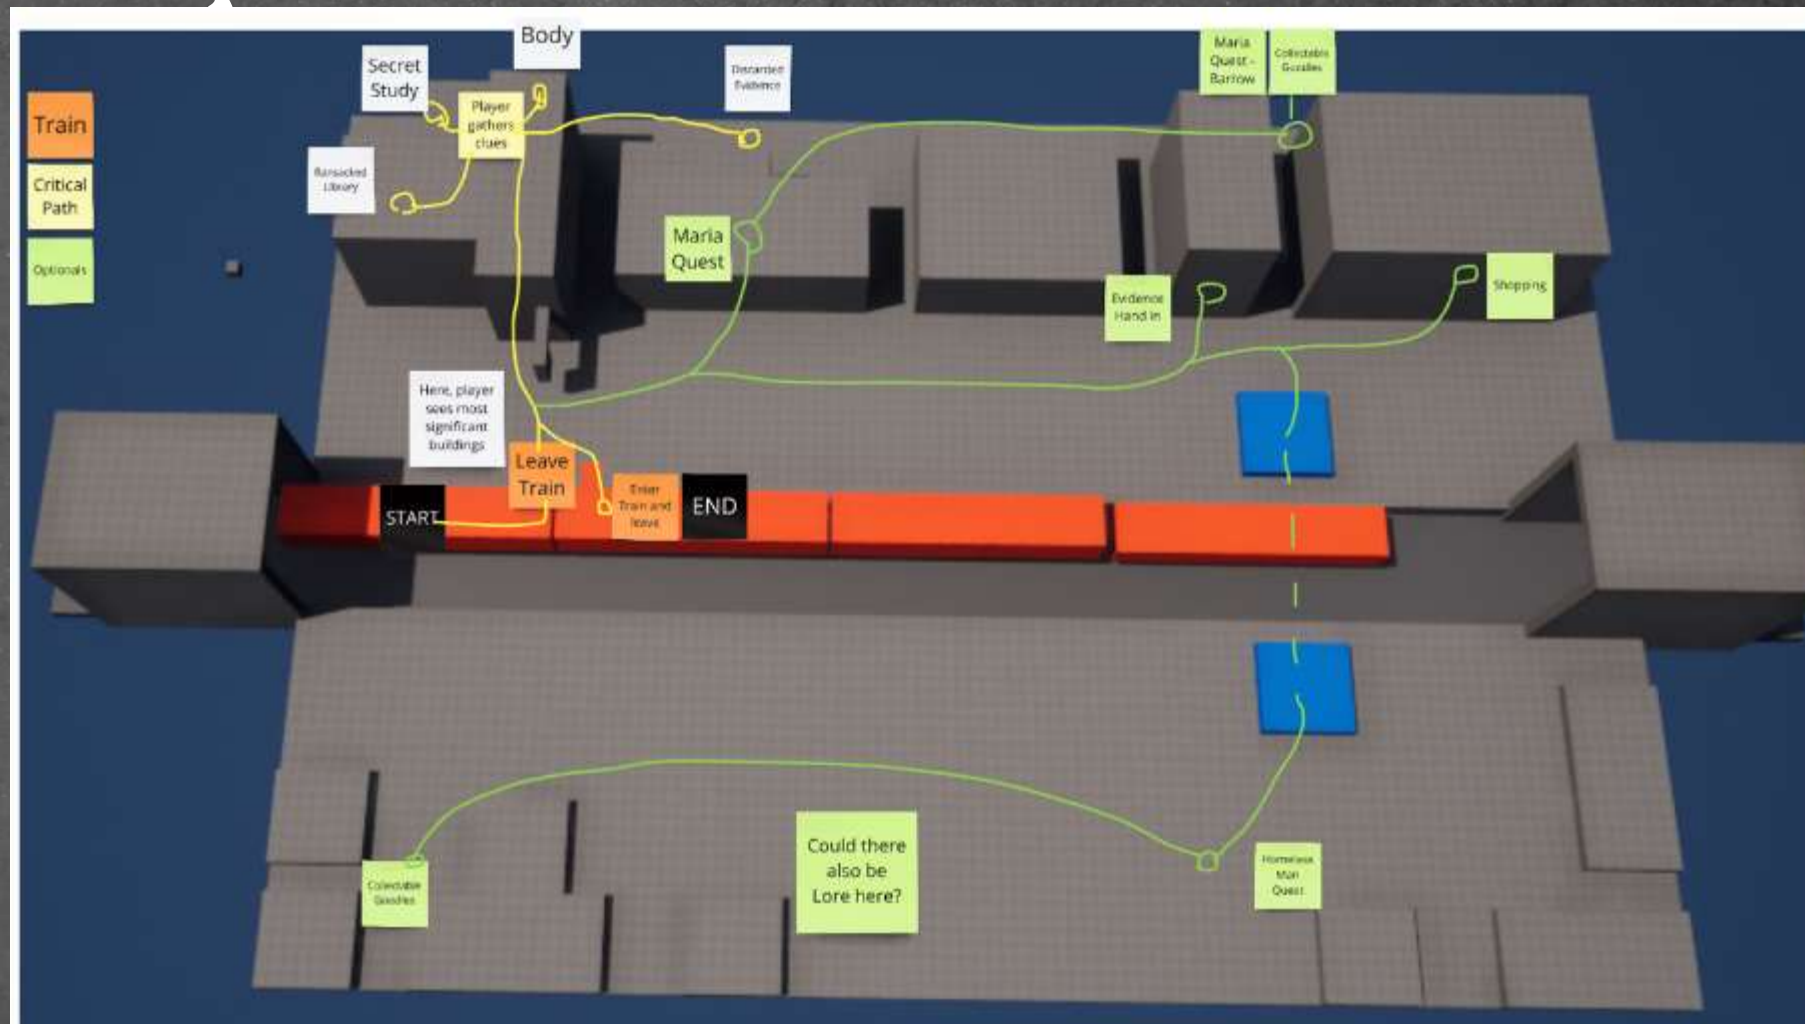 Train
Critical
Path
Optionals
Secret
Study
Body
Player
gathers
clues
Discarded
Evidence
Ransacked
Library
Maria
Quest -
Barlow
Collectable
Goodies
Maria
Quest
Evidence
Hand in
Shopping
Here, player
sees most
significant
buildings
Leave
Train
START
Enter
Train and
leave
END
Collectable
Goodies
Could there
also be
Lore here?
Homeless
Man
Quest